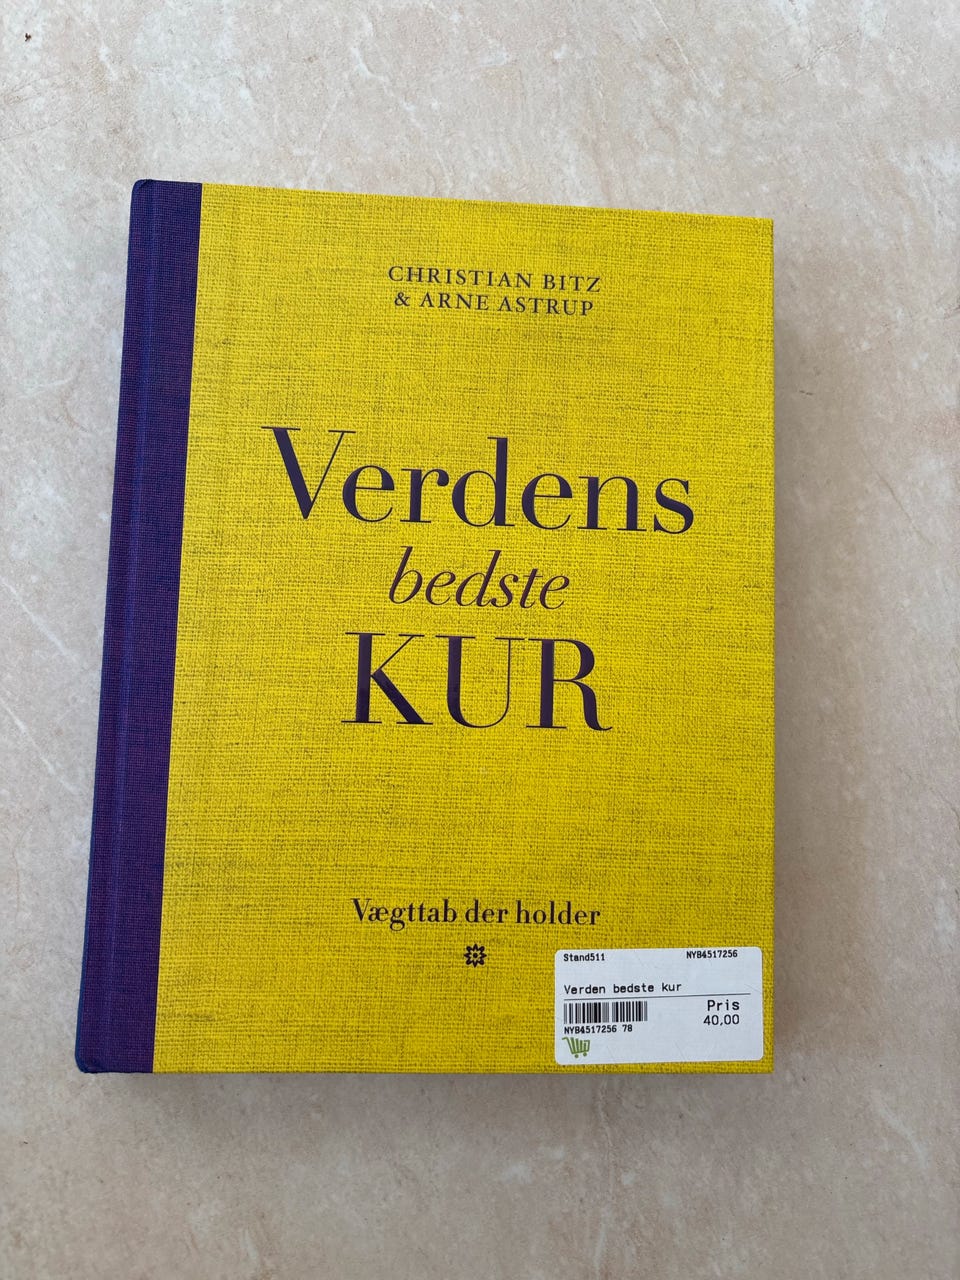 CHRISTIAN BITZ
& ARNE ASTRUP
Verdens
bedste
KUR
Vægttab der holder
Stand511 NYB4517256
Verden bedste kur
Pris
40,00
NYB4517256 78